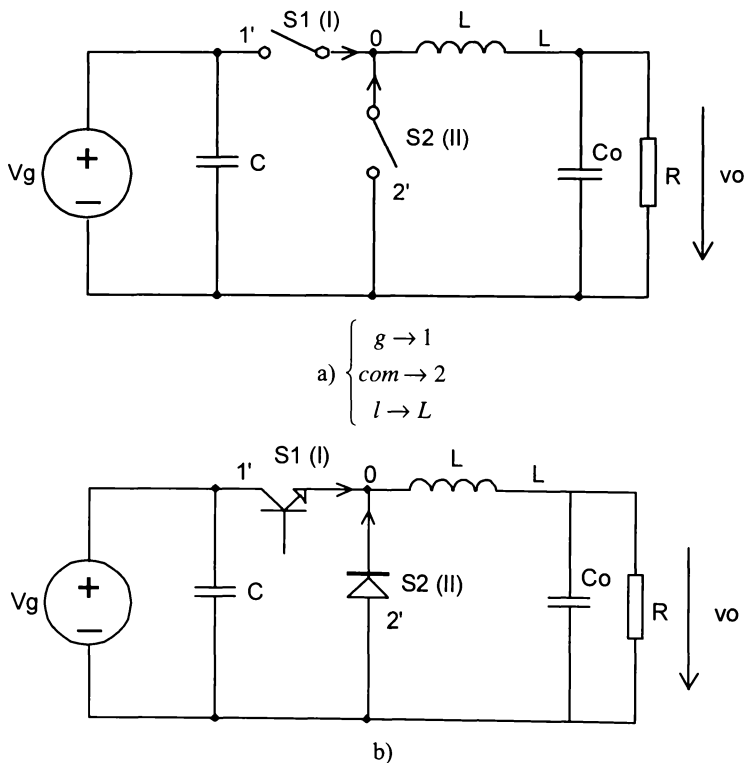 1'
S1 (I)
0
L
L
S2 (II)
2'
Vg
+
−
C
Co
R
vo
a) { g → 1
com → 2
l → L
S1 (I)
1'
0
L
L
S2 (II)
2'
Vg
+
−
C
Co
R
vo
b)